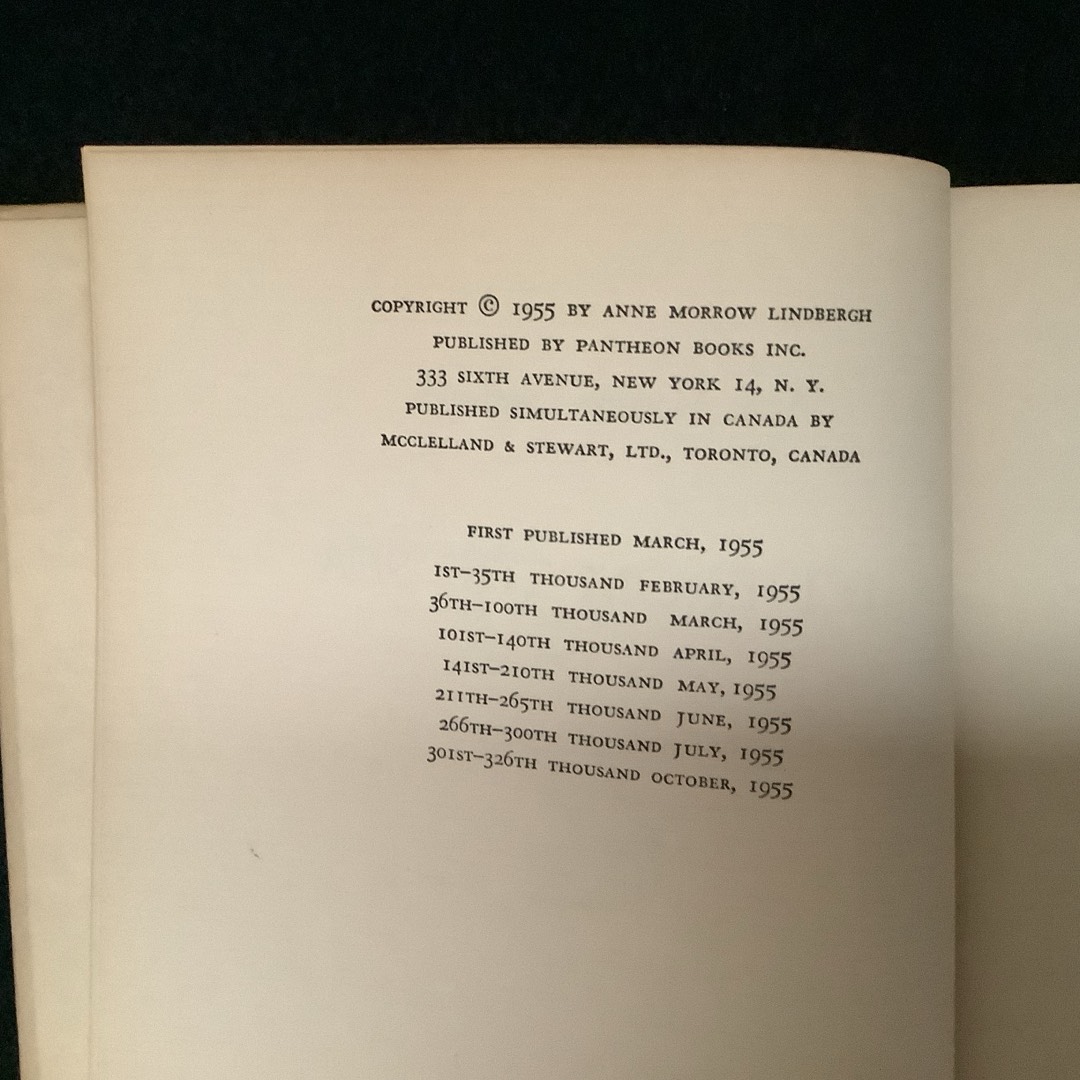 COPYRIGHT © 1955 BY ANNE MORROW LINDBERGH
PUBLISHED BY PANTHEON BOOKS INC.
333 SIXTH AVENUE, NEW YORK 14, N. Y.
PUBLISHED SIMULTANEOUSLY IN CANADA BY
MCCLELLAND & STEWART, LTD., TORONTO, CANADA
FIRST PUBLISHED MARCH, 1955
1ST–35TH THOUSAND FEBRUARY, 1955
36TH–100TH THOUSAND MARCH, 1955
101ST–140TH THOUSAND APRIL, 1955
141ST–210TH THOUSAND MAY, 1955
211TH–265TH THOUSAND JUNE, 1955
266TH–300TH THOUSAND JULY, 1955
301ST–326TH THOUSAND OCTOBER, 1955